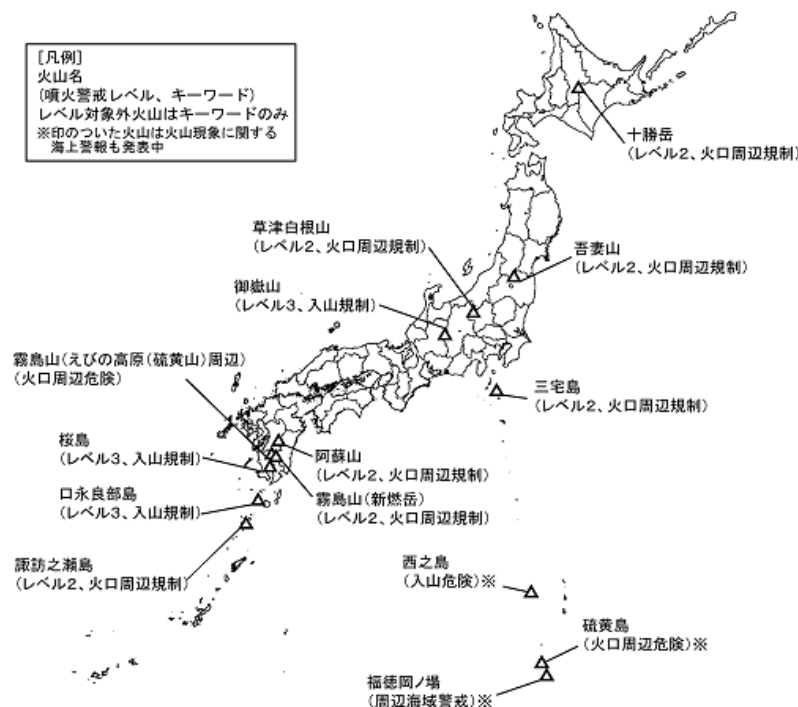 [凡例]
火山名
(噴火警戒レベル、キーワード)
レベル対象外火山はキーワードのみ
※印のついた火山は火山現象に関する
海上警報も発表中
十勝岳
(レベル2、火口周辺規制)
草津白根山
(レベル2、火口周辺規制)
吾妻山
(レベル2、火口周辺規制)
御嶽山
(レベル3、入山規制)
霧島山(えびの高原(硫黄山)周辺)
(火口周辺危険)
三宅島
(レベル2、火口周辺規制)
桜島
(レベル3、入山規制)
阿蘇山
(レベル2、火口周辺規制)
口永良部島
(レベル3、入山規制)
霧島山(新燃岳)
(レベル2、火口周辺規制)
諏訪之瀬島
(レベル2、火口周辺規制)
西之島
(入山危険)※
硫黄島
(火口周辺危険)※
福徳岡ノ場
(周辺海域警戒)※